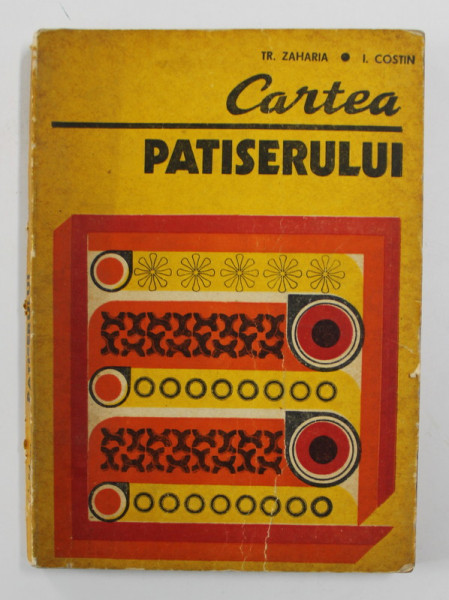 TR. ZAHARIA ● I. COSTIN
Cartea
PATISERULUI